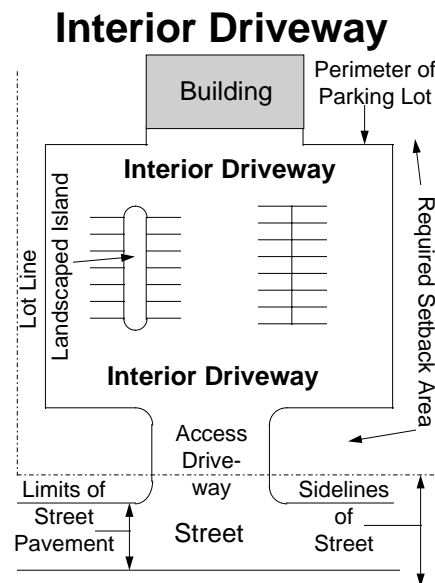 Interior Driveway
Building
Perimeter of
Parking Lot
Interior Driveway
Lot Line
Landscaped Island
Required Setback Area
Interior Driveway
Access
Drive-
way
Limits of
Street
Pavement
Street
Sidelines
of
Street